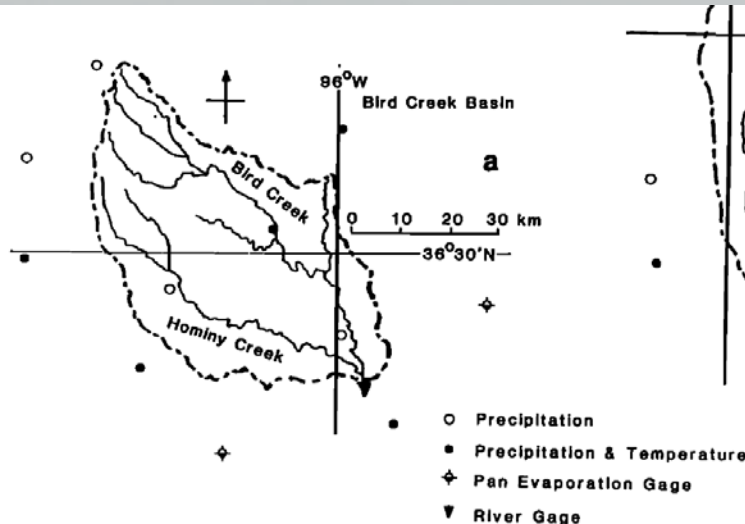 96°W
Bird Creek Basin
a
Bird Creek
0 10 20 30 km
36°30'N
Hominy Creek
Precipitation
Precipitation & Temperature
Pan Evaporation Gage
River Gage